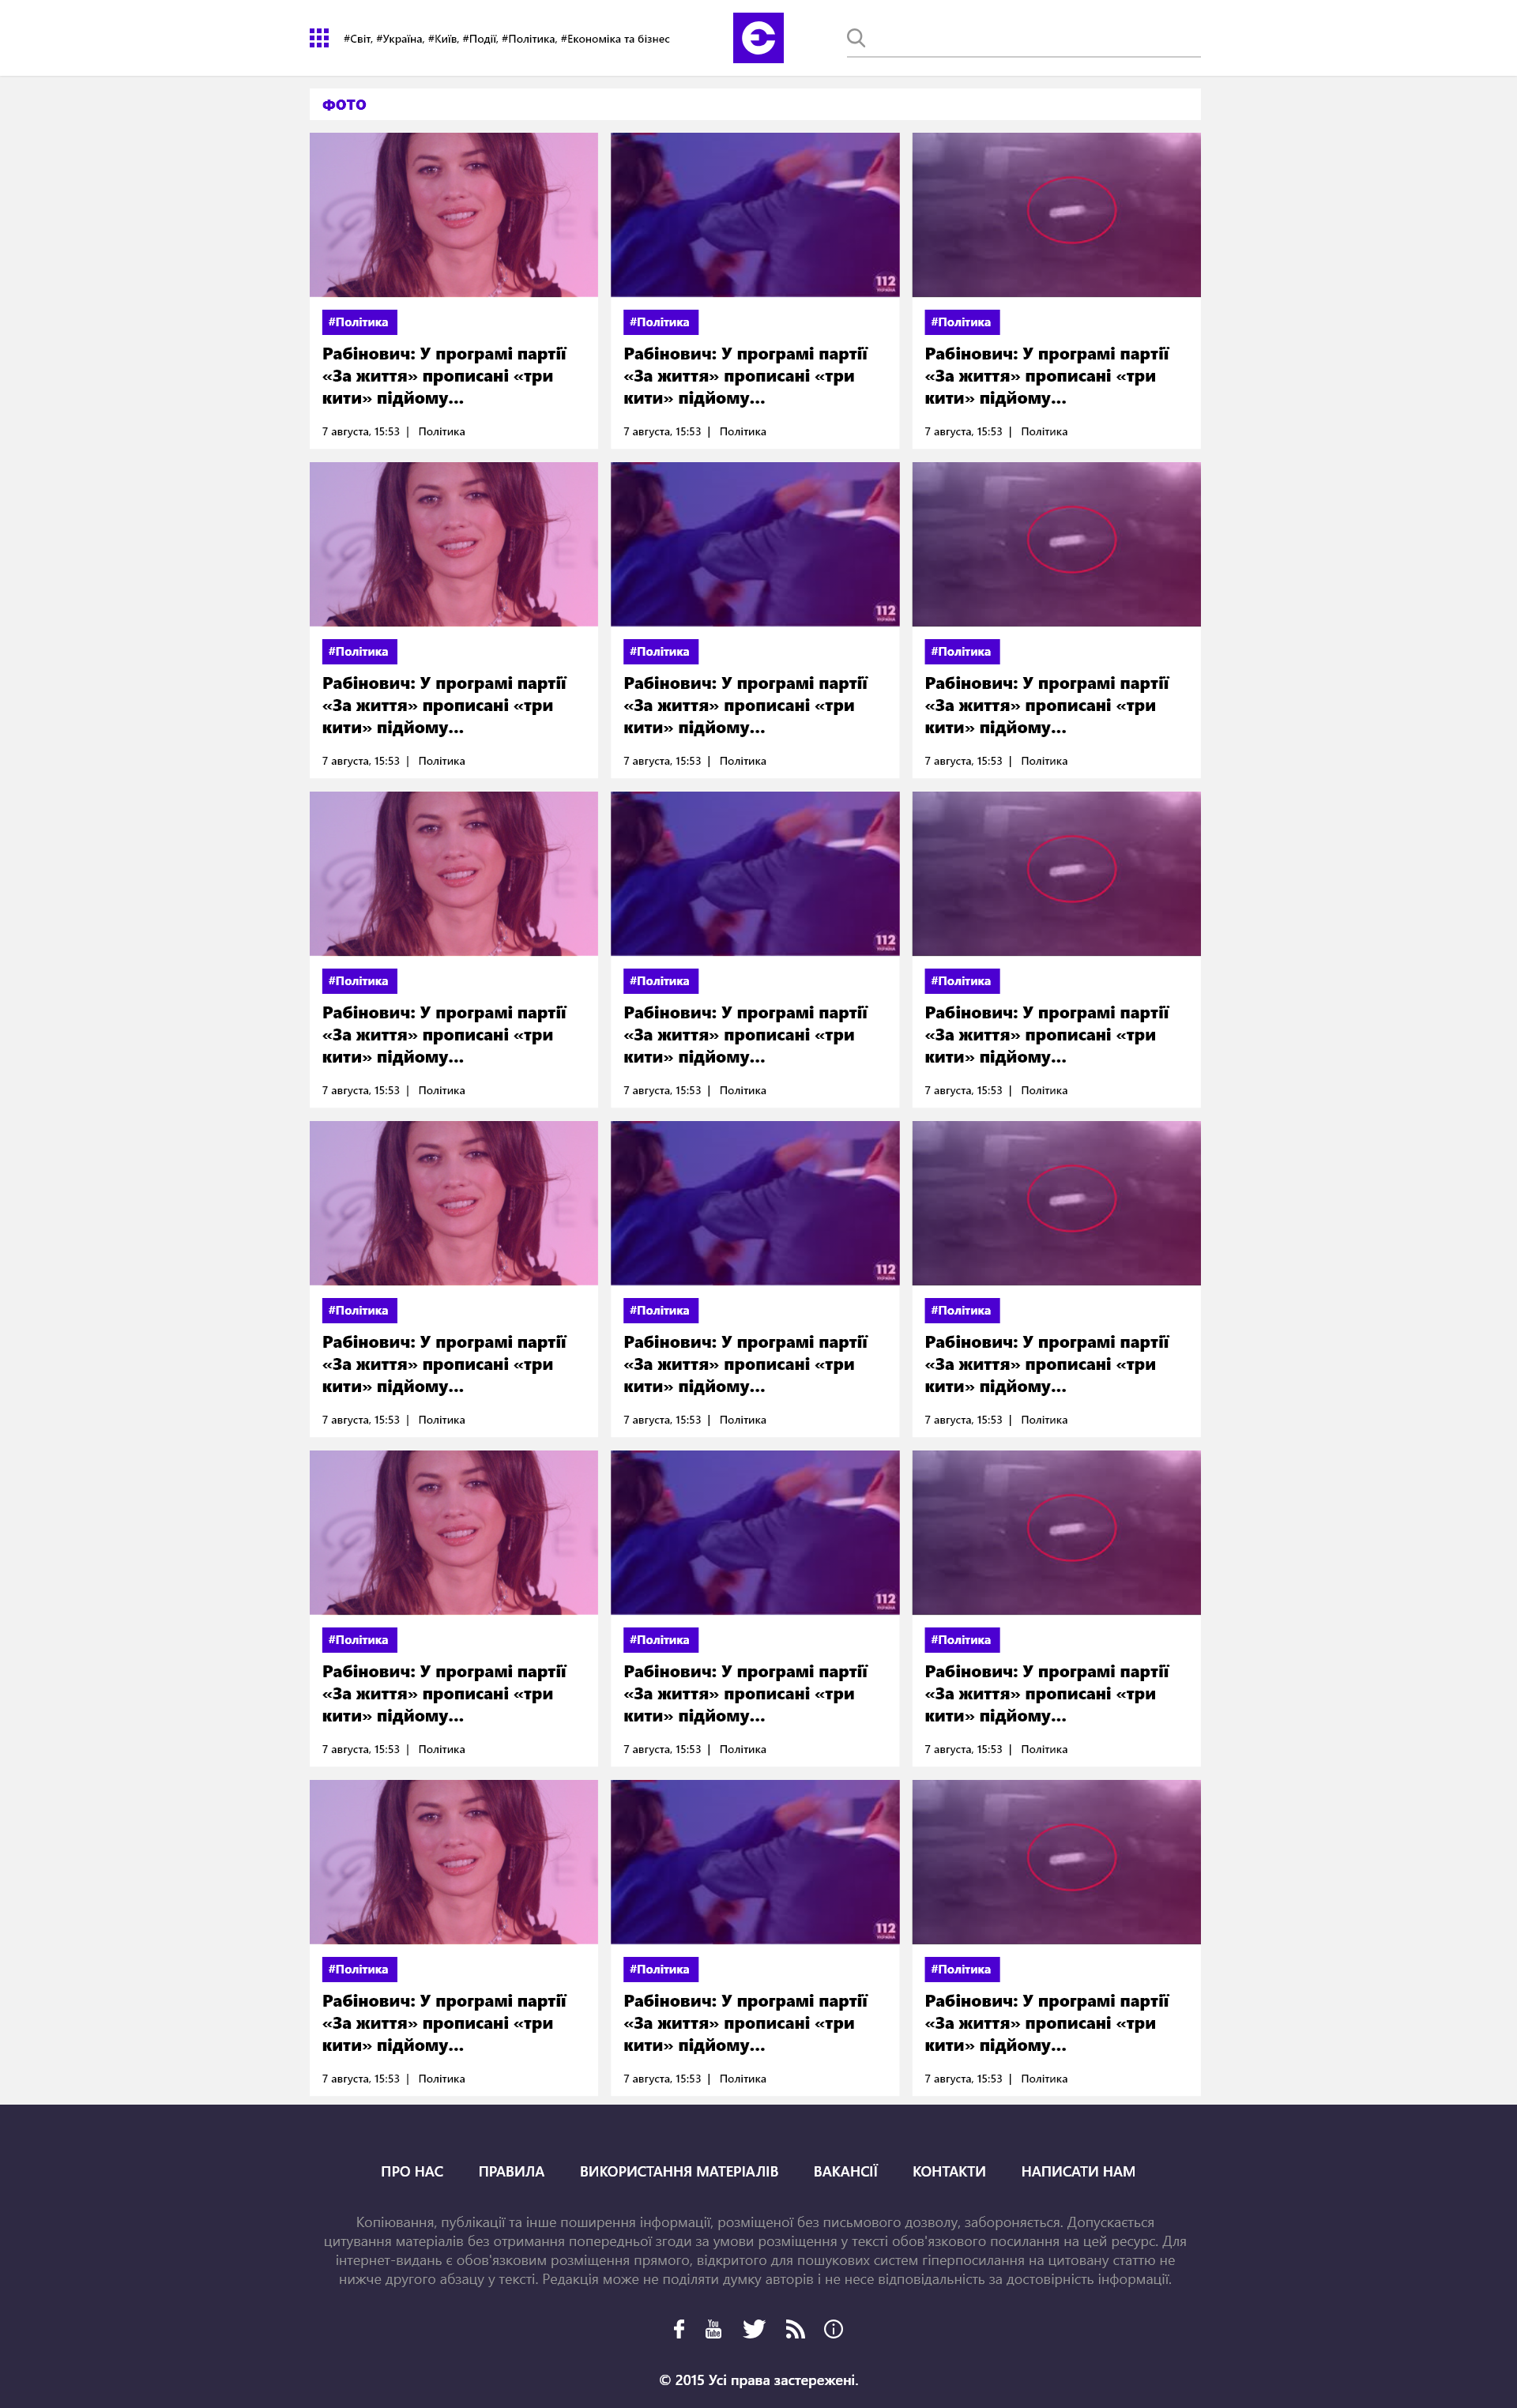 #Світ, #Україна, #Київ, #Події, #Політика, #Економіка та бізнес
Є
ФОТО
112
УКРАЇНА
#Політика
Рабінович: У програмі партії
«За життя» прописані «три
кити» підйому...
7 августа, 15:53 | Політика
#Політика
Рабінович: У програмі партії
«За життя» прописані «три
кити» підйому...
7 августа, 15:53 | Політика
#Політика
Рабінович: У програмі партії
«За життя» прописані «три
кити» підйому...
7 августа, 15:53 | Політика
112
УКРАЇНА
#Політика
Рабінович: У програмі партії
«За життя» прописані «три
кити» підйому...
7 августа, 15:53 | Політика
#Політика
Рабінович: У програмі партії
«За життя» прописані «три
кити» підйому...
7 августа, 15:53 | Політика
#Політика
Рабінович: У програмі партії
«За життя» прописані «три
кити» підйому...
7 августа, 15:53 | Політика
112
УКРАЇНА
#Політика
Рабінович: У програмі партії
«За життя» прописані «три
кити» підйому...
7 августа, 15:53 | Політика
#Політика
Рабінович: У програмі партії
«За життя» прописані «три
кити» підйому...
7 августа, 15:53 | Політика
#Політика
Рабінович: У програмі партії
«За життя» прописані «три
кити» підйому...
7 августа, 15:53 | Політика
112
УКРАЇНА
#Політика
Рабінович: У програмі партії
«За життя» прописані «три
кити» підйому...
7 августа, 15:53 | Політика
#Політика
Рабінович: У програмі партії
«За життя» прописані «три
кити» підйому...
7 августа, 15:53 | Політика
#Політика
Рабінович: У програмі партії
«За життя» прописані «три
кити» підйому...
7 августа, 15:53 | Політика
112
УКРАЇНА
#Політика
Рабінович: У програмі партії
«За життя» прописані «три
кити» підйому...
7 августа, 15:53 | Політика
#Політика
Рабінович: У програмі партії
«За життя» прописані «три
кити» підйому...
7 августа, 15:53 | Політика
#Політика
Рабінович: У програмі партії
«За життя» прописані «три
кити» підйому...
7 августа, 15:53 | Політика
112
УКРАЇНА
#Політика
Рабінович: У програмі партії
«За життя» прописані «три
кити» підйому...
7 августа, 15:53 | Політика
#Політика
Рабінович: У програмі партії
«За життя» прописані «три
кити» підйому...
7 августа, 15:53 | Політика
#Політика
Рабінович: У програмі партії
«За життя» прописані «три
кити» підйому...
7 августа, 15:53 | Політика
ПРО НАС ПРАВИЛА ВИКОРИСТАННЯ МАТЕРІАЛІВ ВАКАНСІЇ КОНТАКТИ НАПИСАТИ НАМ
Копіювання, публікації та інше поширення інформації, розміщеної без письмового дозволу, забороняється. Допускається
цитування матеріалів без отримання попередньої згоди за умови розміщення у тексті обов'язкового посилання на цей ресурс. Для
інтернет-видань є обов'язковим розміщення прямого, відкритого для пошукових систем гіперпосилання на цитовану статтю не
нижче другого абзацу у тексті. Редакція може не поділяти думку авторів і не несе відповідальність за достовірність інформації.
You
Tube
© 2015 Усі права застережені.